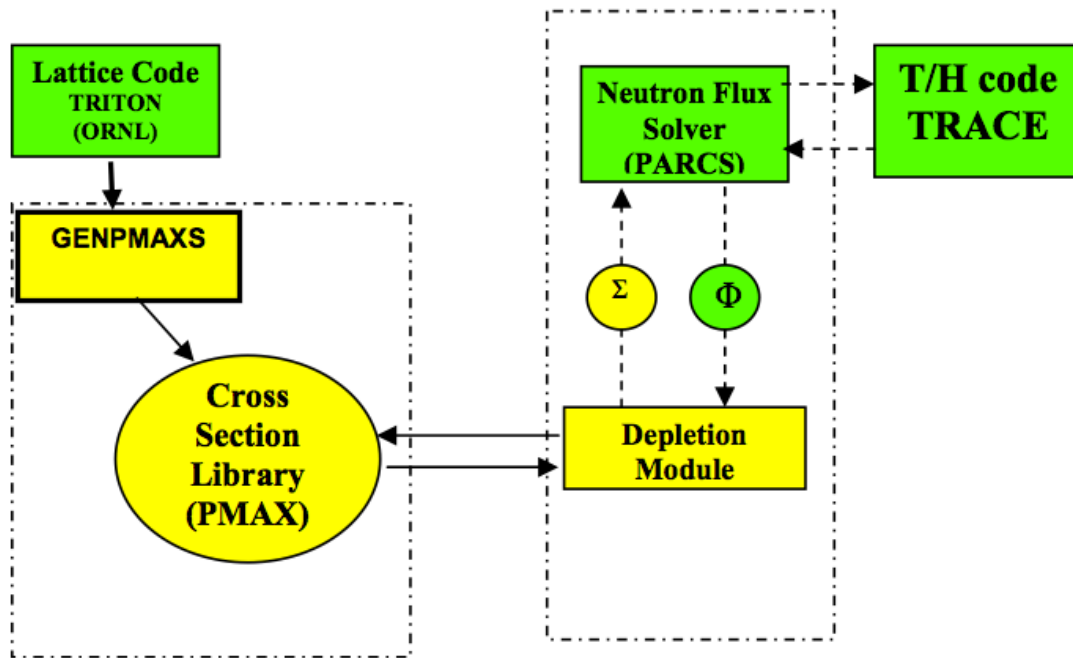 Lattice Code
TRITON
(ORNL)
GENPMAXS
Cross
Section
Library
(PMAX)
Neutron Flux
Solver
(PARCS)
Σ
Φ
Depletion
Module
T/H code
TRACE